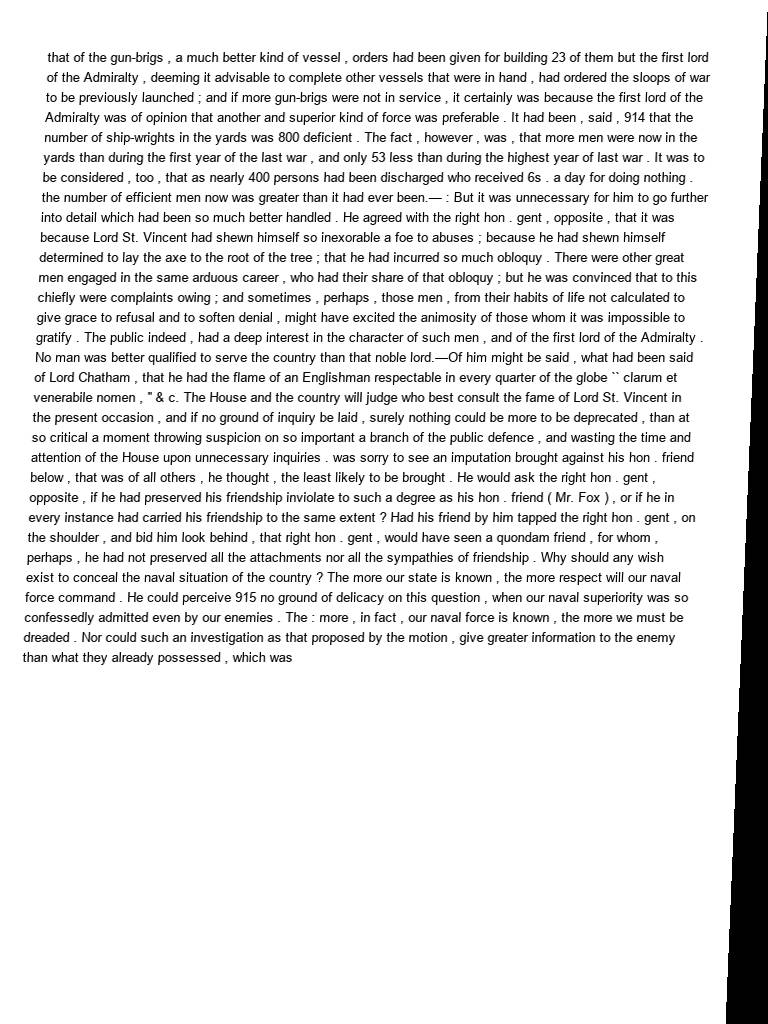 that of the gun-brigs , a much better kind of vessel , orders had been given for building 23 of them but the first lord
of the Admiralty , deeming it advisable to complete other vessels that were in hand , had ordered the sloops of war
to be previously launched ; and if more gun-brigs were not in service , it certainly was because the first lord of the
Admiralty was of opinion that another and superior kind of force was preferable . It had been , said , 914 that the
number of ship-wrights in the yards was 800 deficient . The fact , however , was , that more men were now in the
yards than during the first year of the last war , and only 53 less than during the highest year of last war . It was to
be considered , too , that as nearly 400 persons had been discharged who received 6s . a day for doing nothing .
the number of efficient men now was greater than it had ever been.— : But it was unnecessary for him to go further
into detail which had been so much better handled . He agreed with the right hon . gent , opposite , that it was
because Lord St. Vincent had shewn himself so inexorable a foe to abuses ; because he had shewn himself
determined to lay the axe to the root of the tree ; that he had incurred so much obloquy . There were other great
men engaged in the same arduous career , who had their share of that obloquy ; but he was convinced that to this
chiefly were complaints owing ; and sometimes , perhaps , those men , from their habits of life not calculated to
give grace to refusal and to soften denial , might have excited the animosity of those whom it was impossible to
gratify . The public indeed , had a deep interest in the character of such men , and of the first lord of the Admiralty .
No man was better qualified to serve the country than that noble lord.—Of him might be said , what had been said
of Lord Chatham , that he had the flame of an Englishman respectable in every quarter of the globe `` clarum et
venerabile nomen , " & c. The House and the country will judge who best consult the fame of Lord St. Vincent in
the present occasion , and if no ground of inquiry be laid , surely nothing could be more to be deprecated , than at
so critical a moment throwing suspicion on so important a branch of the public defence , and wasting the time and
attention of the House upon unnecessary inquiries . was sorry to see an imputation brought against his hon . friend
below , that was of all others , he thought , the least likely to be brought . He would ask the right hon . gent ,
opposite , if he had preserved his friendship inviolate to such a degree as his hon . friend ( Mr. Fox ) , or if he in
every instance had carried his friendship to the same extent ? Had his friend by him tapped the right hon . gent , on
the shoulder , and bid him look behind , that right hon . gent , would have seen a quondam friend , for whom ,
perhaps , he had not preserved all the attachments nor all the sympathies of friendship . Why should any wish
exist to conceal the naval situation of the country ? The more our state is known , the more respect will our naval
force command . He could perceive 915 no ground of delicacy on this question , when our naval superiority was so
confessedly admitted even by our enemies . The : more , in fact , our naval force is known , the more we must be
dreaded . Nor could such an investigation as that proposed by the motion , give greater information to the enemy
than what they already possessed , which was